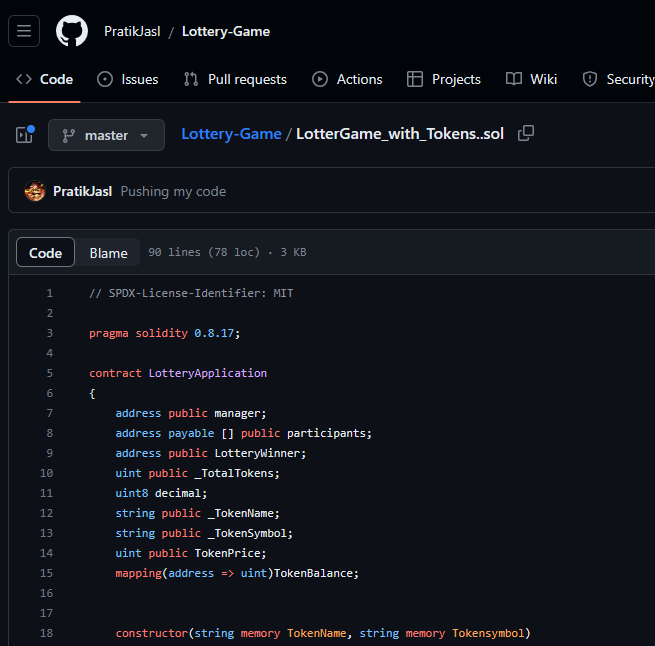 PratikJasl / Lottery-Game
Code Issues Pull requests Actions Projects Wiki Security
master Lottery-Game / LotterGame_with_Tokens..sol
PratikJasl Pushing my code
Code Blame 90 lines (78 loc) · 3 KB
1 // SPDX-License-Identifier: MIT
2
3 pragma solidity 0.8.17;
4
5 contract LotteryApplication
6 {
7 address public manager;
8 address payable [] public participants;
9 address public LotteryWinner;
10 uint public _TotalTokens;
11 uint8 decimal;
12 string public _TokenName;
13 string public _TokenSymbol;
14 uint public TokenPrice;
15 mapping(address => uint)TokenBalance;
16
17
18 constructor(string memory TokenName, string memory Tokensymbol)